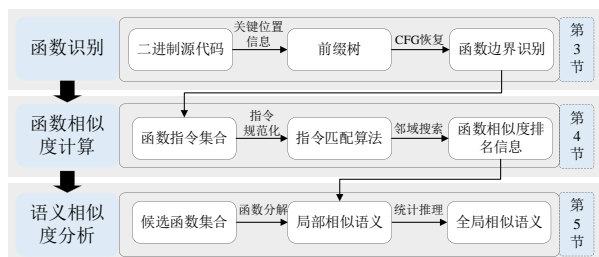 函数识别
二进制源代码
关键位置
信息
前缀树
CFG恢复
函数边界识别
第
3
节
函数相似
度计算
函数指令集合
指令
规范化
指令匹配算法
邻域搜索
函数相似度排
名信息
第
4
节
语义相似
度分析
候选函数集合
函数分解
局部相似语义
统计推理
全局相似语义
第
5
节